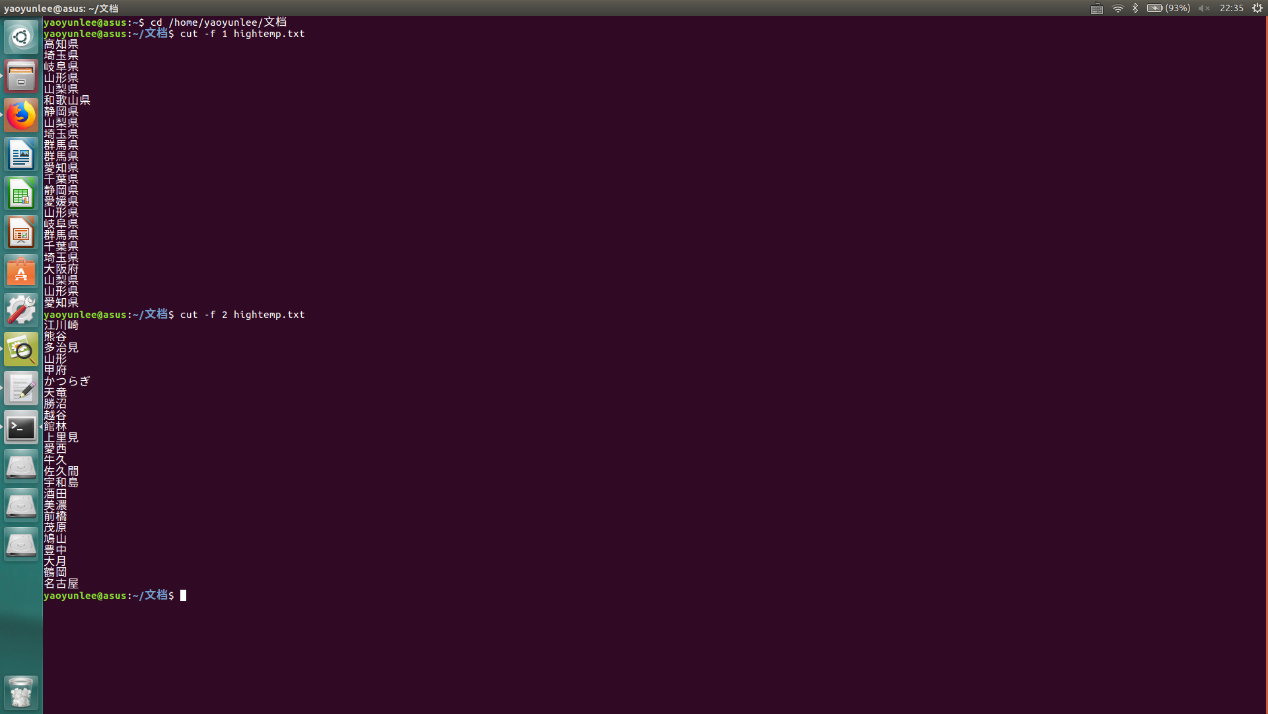 yaoyunlee@asus: ~/文档
(93%) 22:35
yaoyunlee@asus:~$ cd /home/yaoyunlee/文档
yaoyunlee@asus:~/文档$ cut -f 1 hightemp.txt
高知県
埼玉県
岐阜県
山形県
山梨県
和歌山県
静岡県
山梨県
埼玉県
群馬県
群馬県
愛知県
千葉県
静岡県
愛媛県
山形県
岐阜県
群馬県
千葉県
埼玉県
大阪府
山梨県
山形県
愛知県
yaoyunlee@asus:~/文档$ cut -f 2 hightemp.txt
江川崎
熊谷
多治見
山形
甲府
かつらぎ
天竜
勝沼
越谷
館林
上里見
愛西
牛久
佐久間
宇和島
酒田
美濃
前橋
茂原
鳩山
豊中
大月
鶴岡
名古屋
yaoyunlee@asus:~/文档$